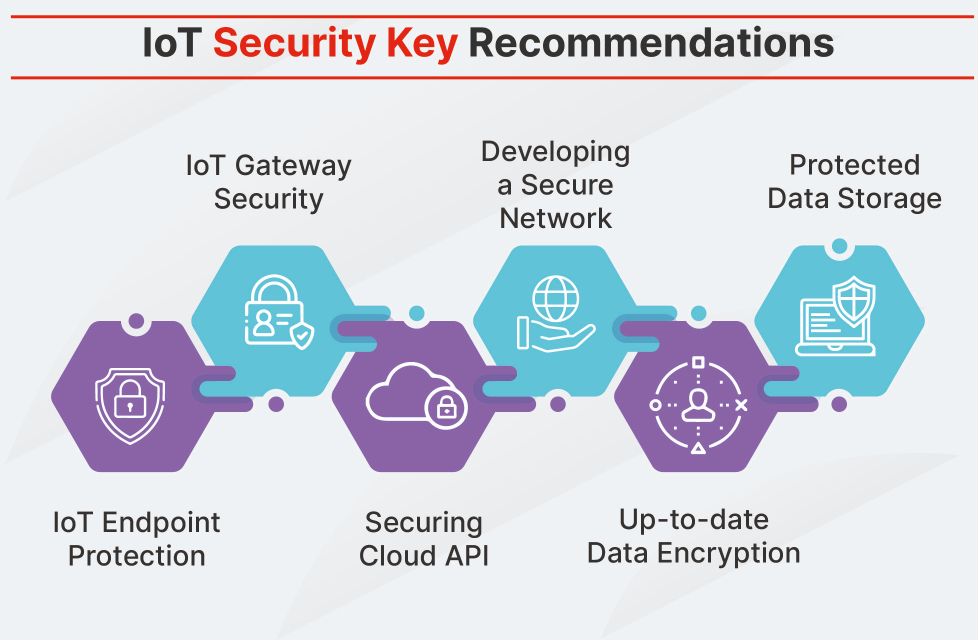 IoT Security Key Recommendations
IoT Gateway
Security
Developing
a Secure
Network
Protected
Data Storage
IoT Endpoint
Protection
Securing
Cloud API
Up-to-date
Data Encryption